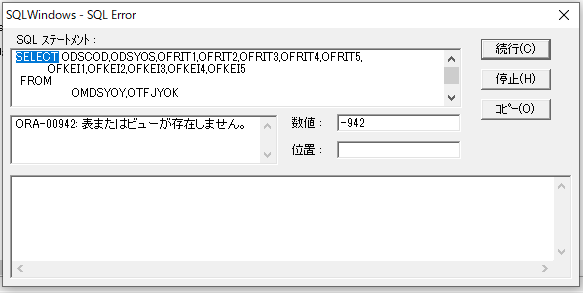 SQLWindows - SQL Error
SQL ステートメント：
SELECT ODSCOD,ODSYOS,OFRIT1,OFRIT2,OFRIT3,OFRIT4,OFRIT5,
OFKEI1,OFKEI2,OFKEI3,OFKEI4,OFKEI5
FROM
OMDSYOY,OTFJYOK
続行(C)
停止(H)
ｺﾋﾟｰ(O)
ORA-00942: 表またはビューが存在しません。
数値： -942
位置：